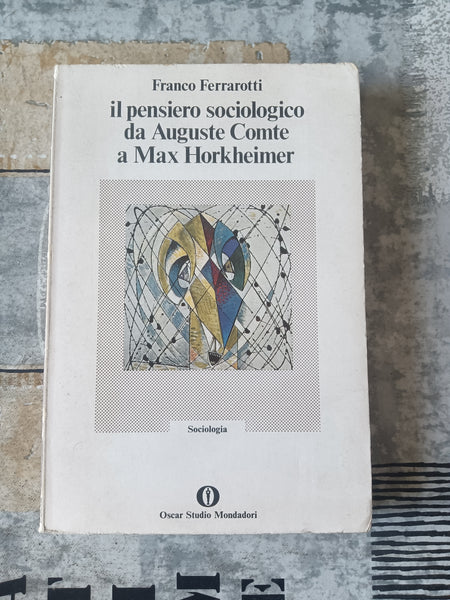 Franco Ferrarotti
il pensiero sociologico
da Auguste Comte
a Max Horkheimer
Sociologia
Oscar Studio Mondadori